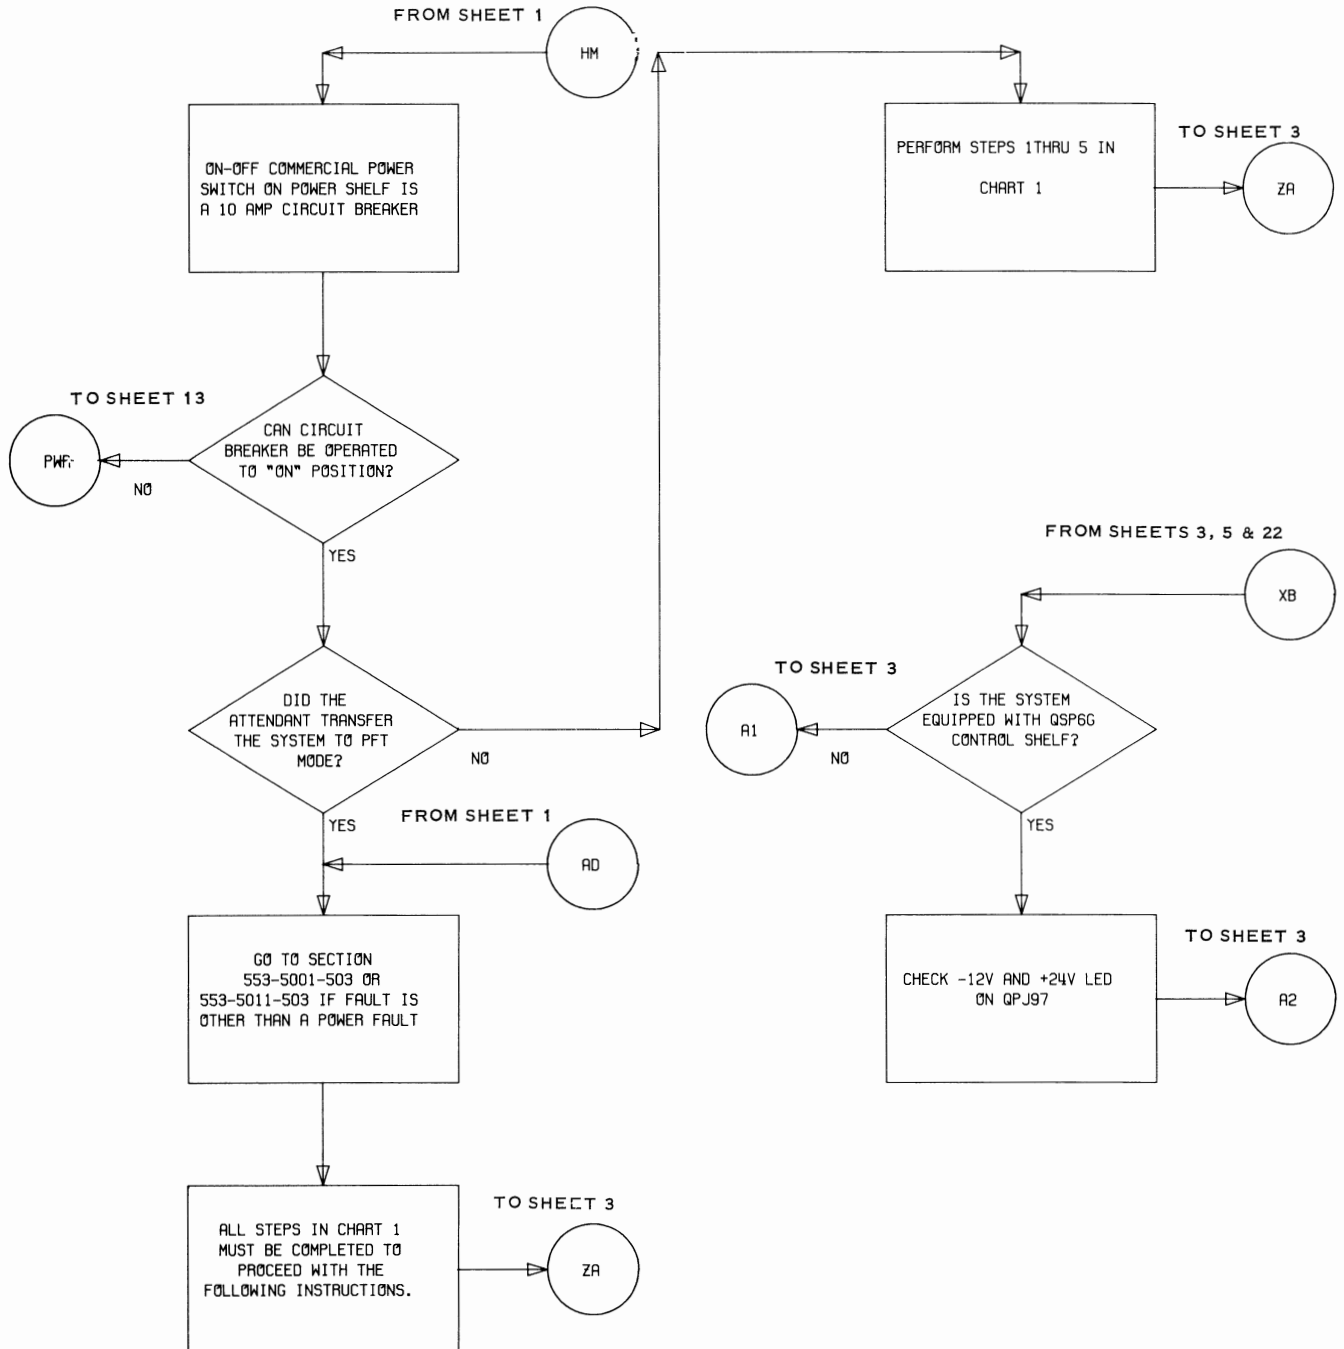 FROM SHEET 1
HM
ON-OFF COMMERCIAL POWER
SWITCH ON POWER SHELF IS
A 10 AMP CIRCUIT BREAKER
TO SHEET 13
CAN CIRCUIT
BREAKER BE OPERATED
TO "ON" POSITION?
NO
YES
DID THE
ATTENDANT TRANSFER
THE SYSTEM TO PFT
MODE?
NO
YES
FROM SHEET 1
AD
GO TO SECTION
553-5001-503 OR
553-5011-503 IF FAULT IS
OTHER THAN A POWER FAULT
ALL STEPS IN CHART 1
MUST BE COMPLETED TO
PROCEED WITH THE
FOLLOWING INSTRUCTIONS.
TO SHEET 3
ZA
PERFORM STEPS 1THRU 5 IN
CHART 1
TO SHEET 3
ZA
FROM SHEETS 3, 5 & 22
XB
IS THE SYSTEM
EQUIPPED WITH QSP6G
CONTROL SHELF?
TO SHEET 3
A1
NO
YES
CHECK -12V AND +24V LED
ON QPJ97
TO SHEET 3
A2